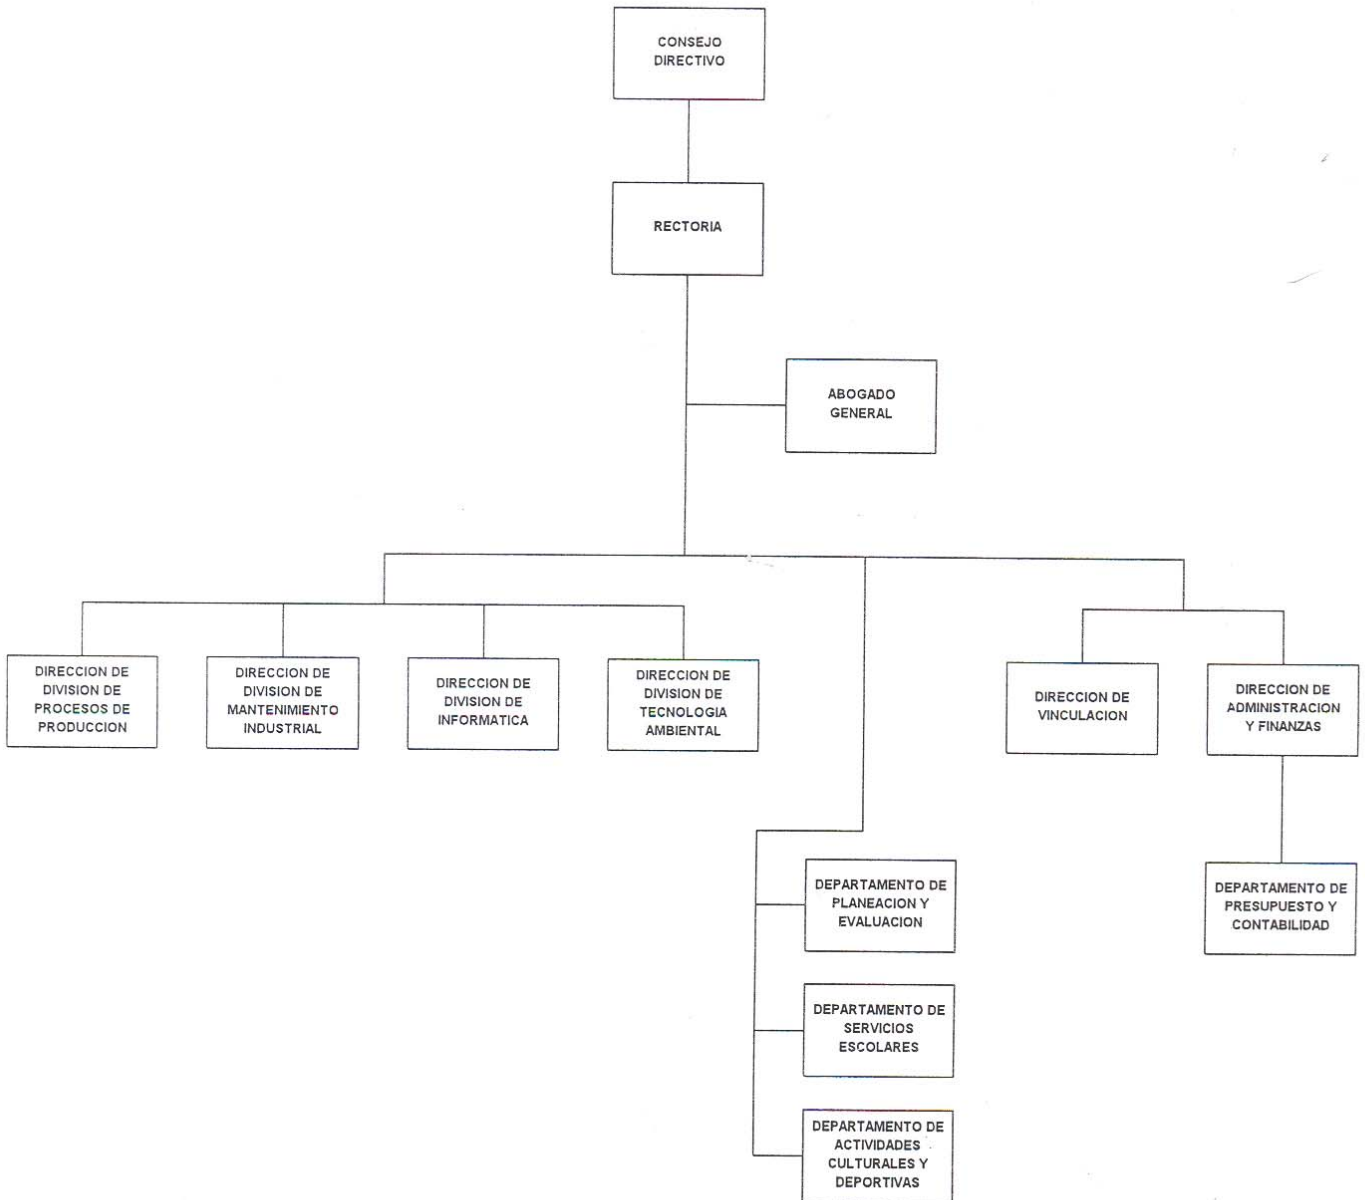 CONSEJO
DIRECTIVO
RECTORIA
ABOGADO
GENERAL
DIRECCION DE
DIVISION DE
PROCESOS DE
PRODUCCION
DIRECCION DE
DIVISION DE
MANTENIMIENTO
INDUSTRIAL
DIRECCION DE
DIVISION DE
INFORMATICA
DIRECCION DE
DIVISION DE
TECNOLOGIA
AMBIENTAL
DIRECCION DE
VINCULACION
DIRECCION DE
ADMINISTRACION
Y FINANZAS
DEPARTAMENTO DE
PLANEACION Y
EVALUACION
DEPARTAMENTO DE
PRESUPUESTO Y
CONTABILIDAD
DEPARTAMENTO DE
SERVICIOS
ESCOLARES
DEPARTAMENTO DE
ACTIVIDADES
CULTURALES Y
DEPORTIVAS